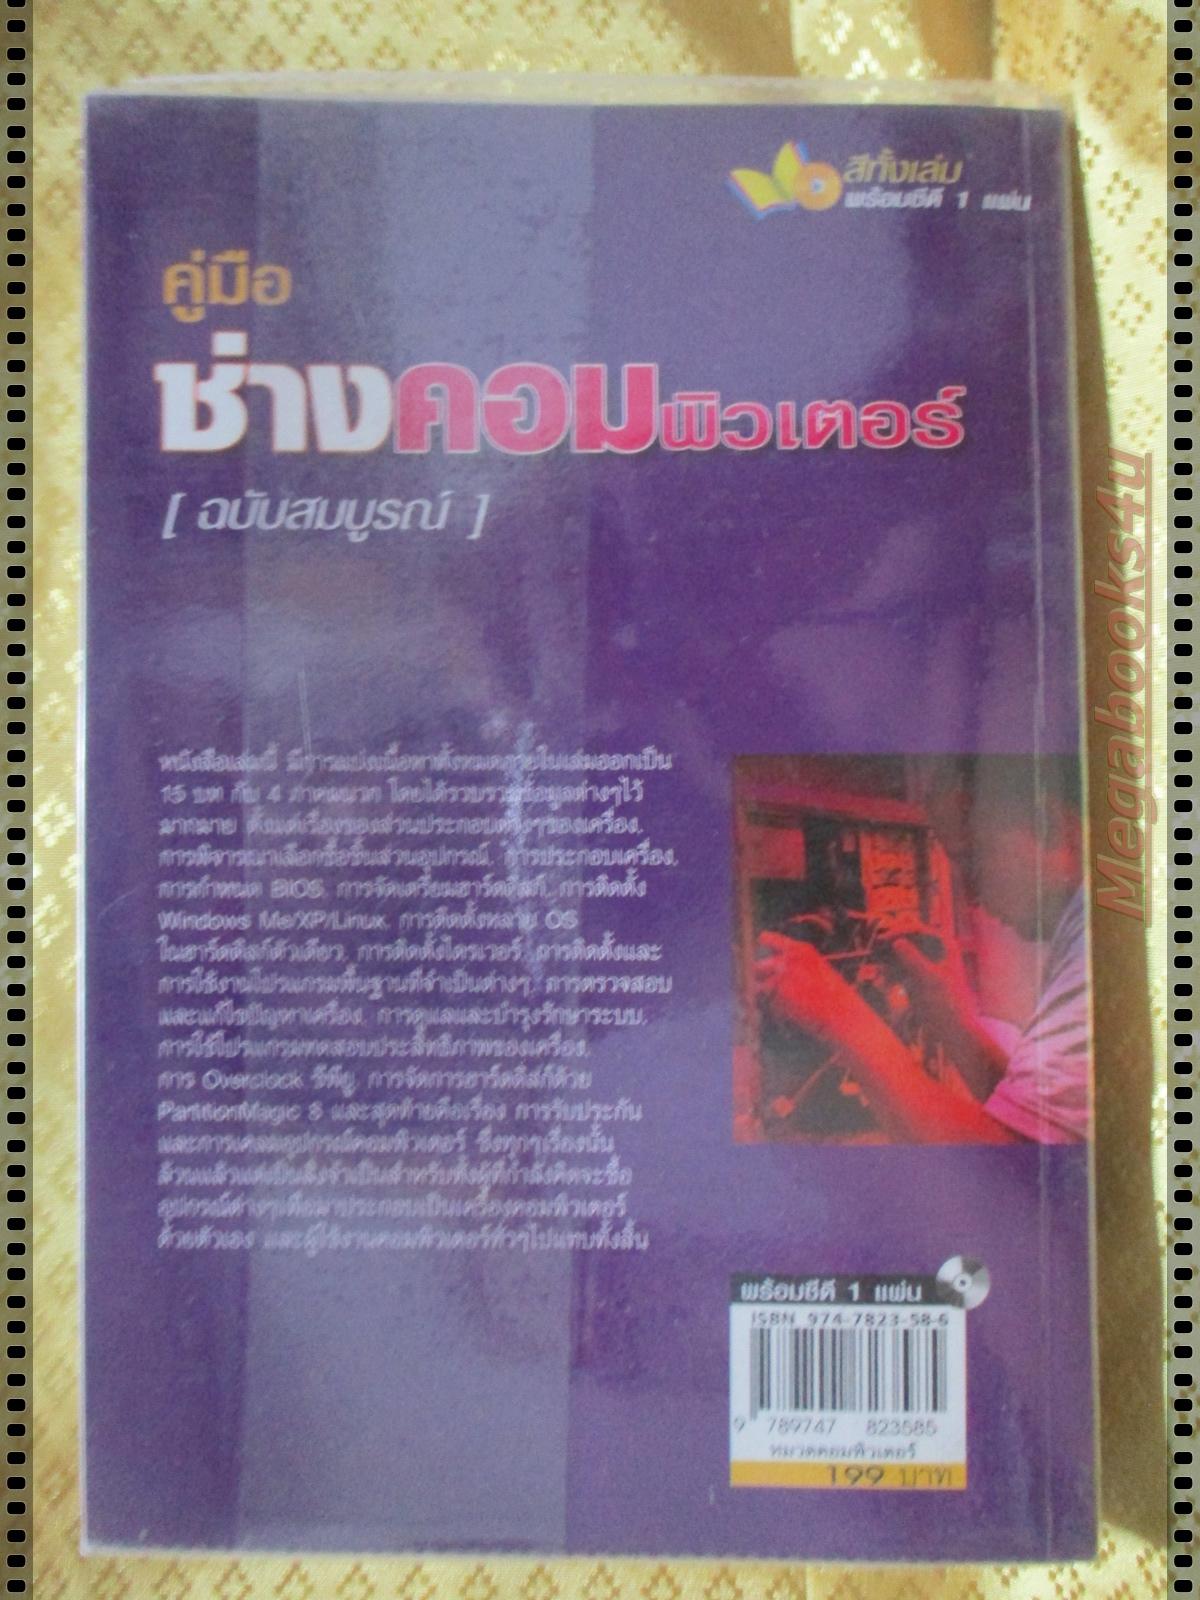 สีทั้งเล่ม
พร้อมซีดี 1 แผ่น
คู่มือ
ช่างคอมพิวเตอร์
[ ฉบับสมบูรณ์ ]
หนังสือเล่มนี้ มีการแบ่งเนื้อหาทั้งหมดภายในเล่มออกเป็น
15 บท กับ 4 ภาคผนวก โดยได้รวบรวมข้อมูลต่างๆไว้
มากมาย ตั้งแต่เรื่องของส่วนประกอบต่างๆของเครื่อง,
การพิจารณาเลือกซื้อชิ้นส่วนอุปกรณ์, การประกอบเครื่อง,
การกำหนด BIOS, การจัดเตรียมฮาร์ดดิสก์, การติดตั้ง
Windows Me/XP/Linux, การติดตั้งหลาย OS
ในฮาร์ดดิสก์ตัวเดียว, การติดตั้งไดรเวอร์, การติดตั้งและ
การใช้งานโปรแกรมพื้นฐานที่จำเป็นต่างๆ, การตรวจสอบ
และแก้ไขปัญหาเครื่อง, การดูแลและบำรุงรักษาระบบ,
การใช้โปรแกรมทดสอบประสิทธิภาพของเครื่อง,
การ Overclock ซีพียู, การจัดการฮาร์ดดิสก์ด้วย
PartitionMagic 8 และสุดท้ายคือเรื่อง การรับประกัน
และการเคลมอุปกรณ์คอมพิวเตอร์ ซึ่งทุกๆเรื่องนั้น
ล้วนแล้วแต่เป็นสิ่งจำเป็นสำหรับทั้งผู้ที่กำลังคิดจะซื้อ
อุปกรณ์ต่างๆเพื่อมาประกอบเป็นเครื่องคอมพิวเตอร์
ด้วยตัวเอง และผู้ใช้งานคอมพิวเตอร์ทั่วๆไปแทบทั้งสิ้น
พร้อมซีดี 1 แผ่น
ISBN 974-7823-58-6
9 789747 823585
หมวดคอมพิวเตอร์
199 บาท
Megabooks4u